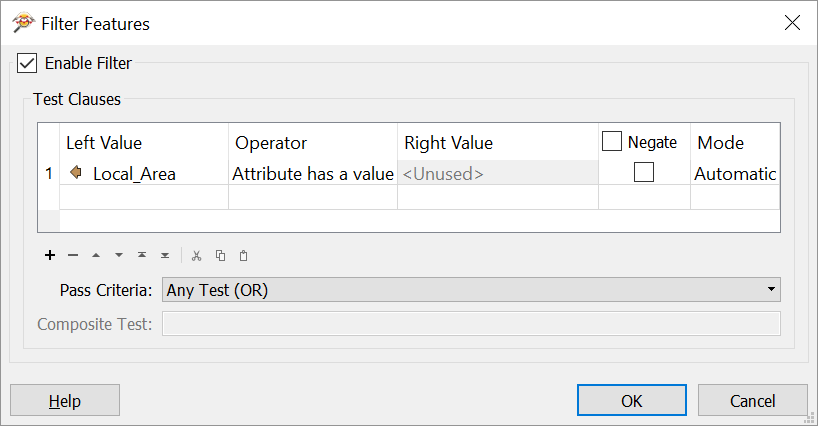 Filter Features
Enable Filter
Test Clauses
Left Value Operator Right Value Negate Mode
1 Local_Area Attribute has a value <Unused> Automatic
Pass Criteria: Any Test (OR)
Composite Test:
Help OK Cancel